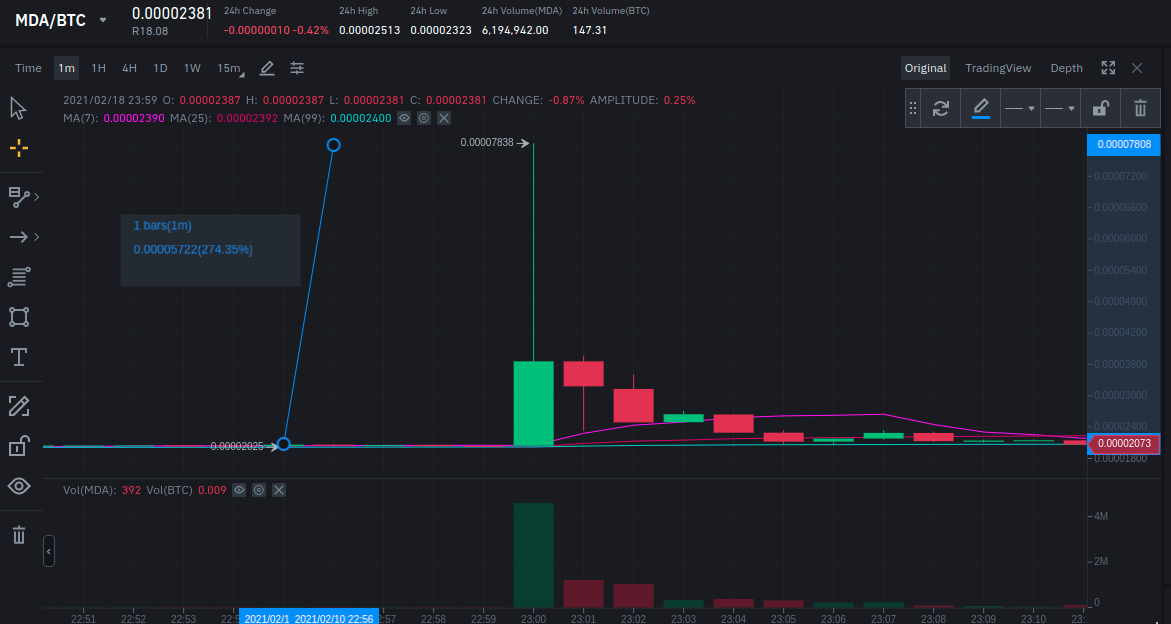 MDA/BTC 0.00002381 24h Change 24h High 24h Low 24h Volume(MDA) 24h Volume(BTC)
R18.08 -0.00000010 -0.42% 0.00002513 0.00002323 6,194,942.00 147.31
Time 1m 1H 4H 1D 1W 15m Original TradingView Depth
2021/02/18 23:59 O: 0.00002387 H: 0.00002387 L: 0.00002381 C: 0.00002381 CHANGE: -0.87% AMPLITUDE: 0.25%
MA(7): 0.00002390 MA(25): 0.00002392 MA(99): 0.00002400
0.00007838
0.00007808
0.00007200
0.00006600
1 bars(1m)
0.00005722(274.35%)
0.00006000
0.00005400
0.00004800
0.00004200
0.00003600
0.00003000
0.00002400
0.00002025
0.00002073
0.00001800
Vol(MDA): 392 Vol(BTC) 0.009
4M
2M
0
22:51 22:52 22:53 2021/02/1 2021/02/10 22:56 22:58 22:59 23:00 23:01 23:02 23:03 23:04 23:05 23:06 23:07 23:08 23:09 23:10 23: